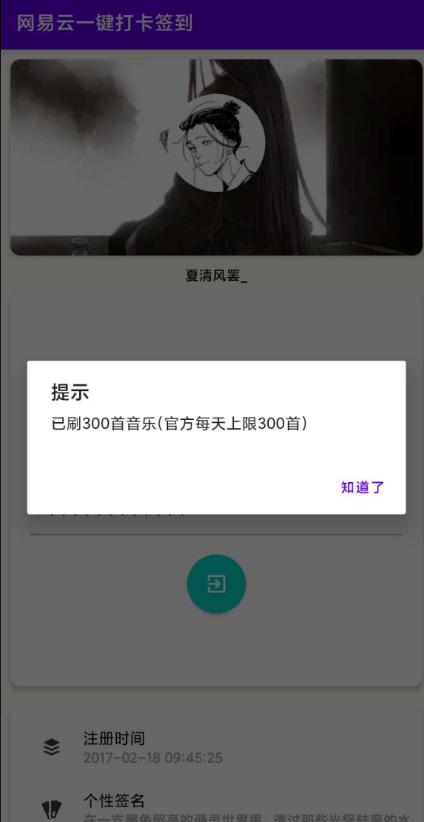 网易云一键打卡签到
夏清风罢_
提示
已刷300首音乐(官方每天上限300首)
知道了
注册时间
2017-02-18 09:45:25
个性签名